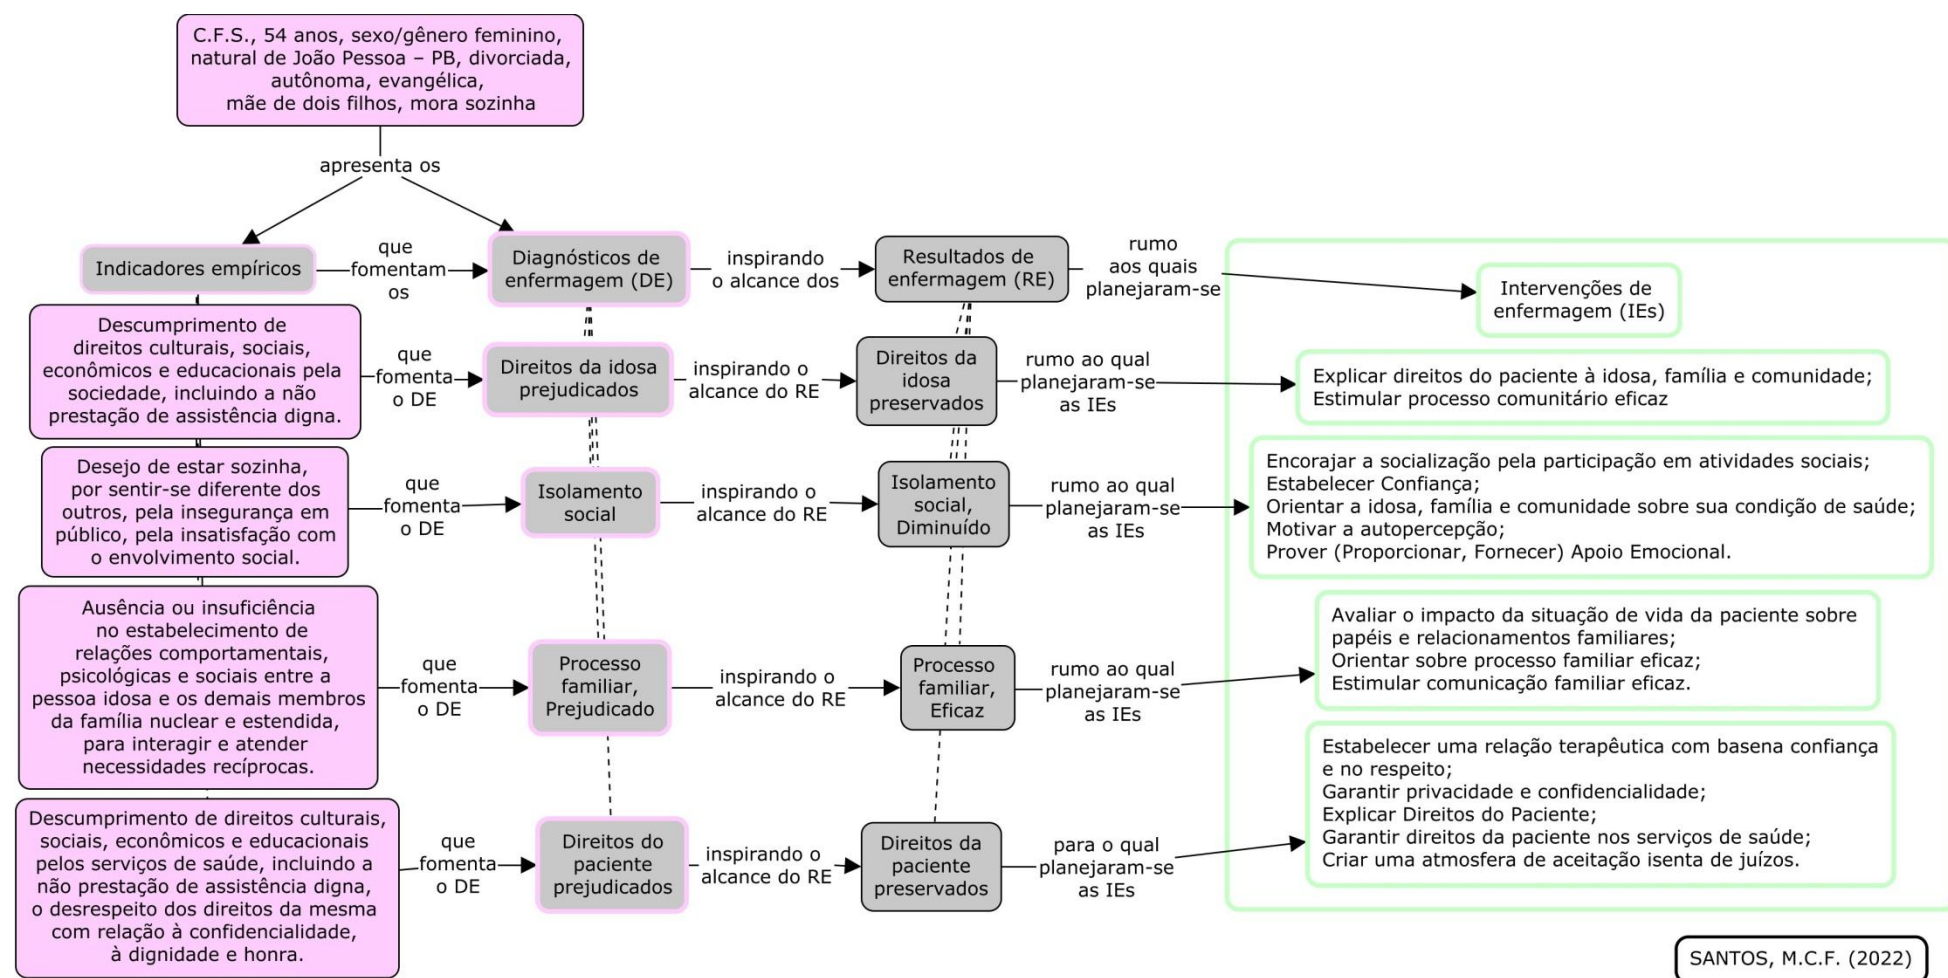 C.F.S., 54 anos, sexo/gênero feminino,
natural de João Pessoa – PB, divorciada,
autônoma, evangélica,
mãe de dois filhos, mora sozinha
apresenta os
Indicadores empíricos
que
fomentam
os
Diagnósticos de
enfermagem (DE)
inspirando
o alcance dos
Resultados de
enfermagem (RE)
rumo
aos quais
planejaram-se
Intervenções de
enfermagem (IEs)
Descumprimento de
direitos culturais, sociais,
econômicos e educacionais pela
sociedade, incluindo a não
prestação de assistência digna.
que
fomenta
o DE
Direitos da idosa
prejudicados
inspirando o
alcance do RE
Direitos da
idosa
preservados
rumo ao qual
planejaram-se
as IEs
Explicar direitos do paciente à idosa, família e comunidade;
Estimular processo comunitário eficaz
Desejo de estar sozinha,
por sentir-se diferente dos
outros, pela insegurança em
público, pela insatisfação com
o envolvimento social.
que
fomenta
o DE
Isolamento
social
inspirando o
alcance do RE
Isolamento
social,
Diminuído
rumo ao qual
planejaram-se
as IEs
Encorajar a socialização pela participação em atividades sociais;
Estabelecer Confiança;
Orientar a idosa, família e comunidade sobre sua condição de saúde;
Motivar a autopercepção;
Prover (Proporcionar, Fornecer) Apoio Emocional.
Ausência ou insuficiência
no estabelecimento de
relações comportamentais,
psicológicas e sociais entre a
pessoa idosa e os demais membros
da família nuclear e estendida,
para interagir e atender
necessidades recíprocas.
que
fomenta
o DE
Processo
familiar,
Prejudicado
inspirando o
alcance do RE
Processo
familiar,
Eficaz
rumo ao qual
planejaram-se
as IEs
Avaliar o impacto da situação de vida da paciente sobre
papéis e relacionamentos familiares;
Orientar sobre processo familiar eficaz;
Estimular comunicação familiar eficaz.
Descumprimento de direitos culturais,
sociais, econômicos e educacionais
pelos serviços de saúde, incluindo a
não prestação de assistência digna,
o desrespeito dos direitos da mesma
com relação à confidencialidade,
à dignidade e honra.
que
fomenta
o DE
Direitos do
paciente
prejudicados
inspirando o
alcance do RE
Direitos da
paciente
preservados
para o qual
planejaram-se
as IEs
Estabelecer uma relação terapêutica com basena confiança
e no respeito;
Garantir privacidade e confidencialidade;
Explicar Direitos do Paciente;
Garantir direitos da paciente nos serviços de saúde;
Criar uma atmosfera de aceitação isenta de juízos.
SANTOS, M.C.F. (2022)